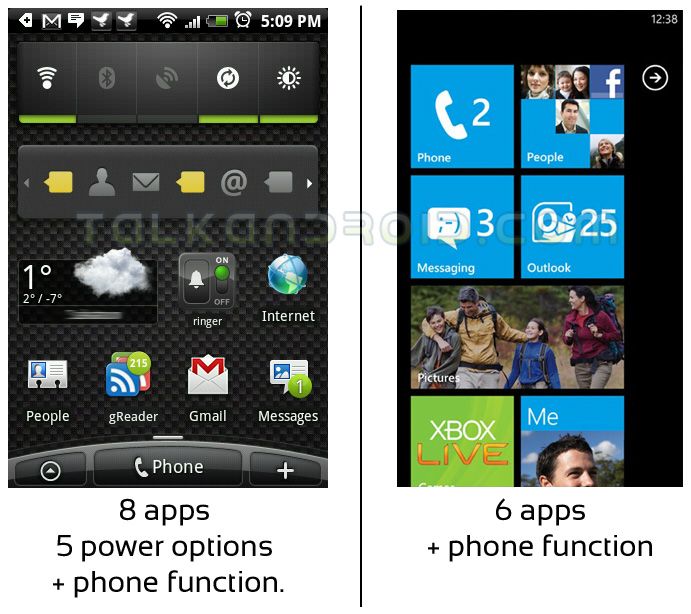 5:09 PM
TALKANDROID.COM
1°
2° / -7°
ON
OFF
ringer
Internet
215
1
People
gReader
Gmail
Messages
Phone
8 apps
5 power options
+ phone function.
12:38
2
Phone
f
People
;-)
3
Messaging
25
Outlook
Pictures
XBOX
LIVE
Games
Me
6 apps
+ phone function